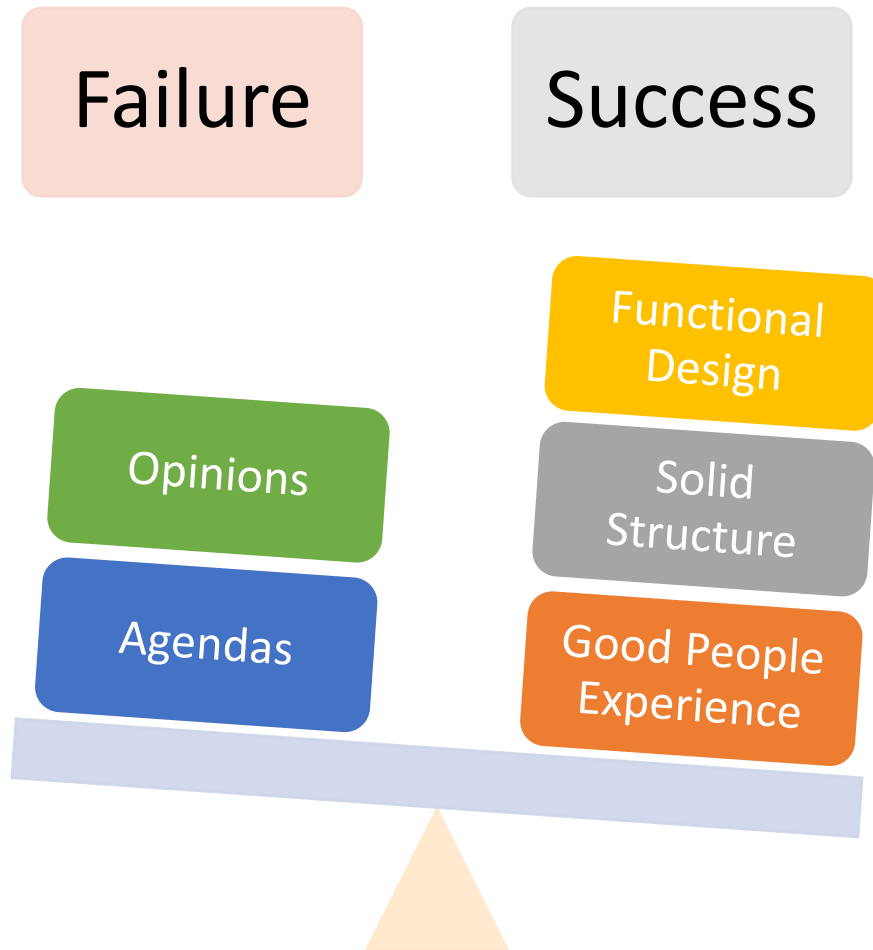 Failure
Success
Functional
Design
Opinions
Solid
Structure
Agendas
Good People
Experience